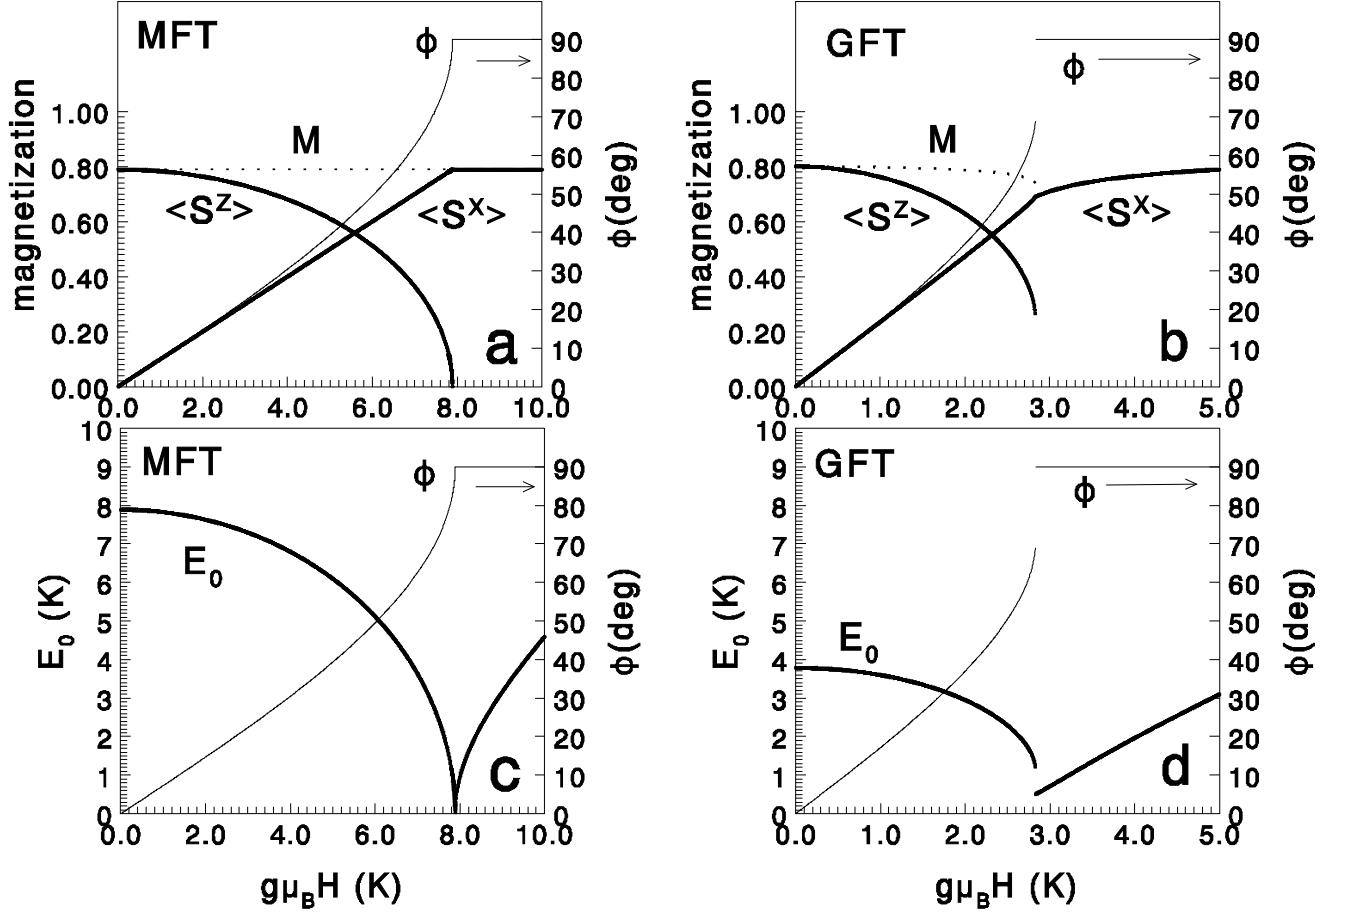 MFT
ϕ
M
<S^Z>
<S^X>
a
magnetization
1.00
0.80
0.60
0.40
0.20
0.00
0.0 2.0 4.0 6.0 8.0 10.0
90
80
70
60
50
40
30
20
10
0
ϕ(deg)
GFT
ϕ
M
<S^Z>
<S^X>
b
magnetization
1.00
0.80
0.60
0.40
0.20
0.00
0.0 1.0 2.0 3.0 4.0 5.0
90
80
70
60
50
40
30
20
10
0
ϕ(deg)
MFT
ϕ
E_0
c
E_0 (K)
10
9
8
7
6
5
4
3
2
1
0
0.0 2.0 4.0 6.0 8.0 10.0
90
80
70
60
50
40
30
20
10
0
ϕ(deg)
gμ_BH (K)
GFT
ϕ
E_0
d
E_0 (K)
10
9
8
7
6
5
4
3
2
1
0
0.0 1.0 2.0 3.0 4.0 5.0
90
80
70
60
50
40
30
20
10
0
ϕ(deg)
gμ_BH (K)